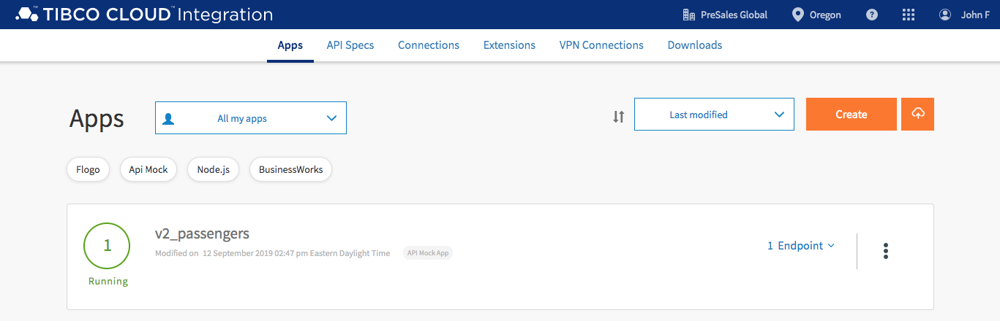 TIBCO CLOUD™ Integration PreSales Global Oregon ? John F
Apps API Specs Connections Extensions VPN Connections Downloads
Apps All my apps Last modified Create
Flogo Api Mock Node.js BusinessWorks
1 v2_passengers 1 Endpoint
Modified on 12 September 2019 02:47 pm Eastern Daylight Time API Mock App
Running